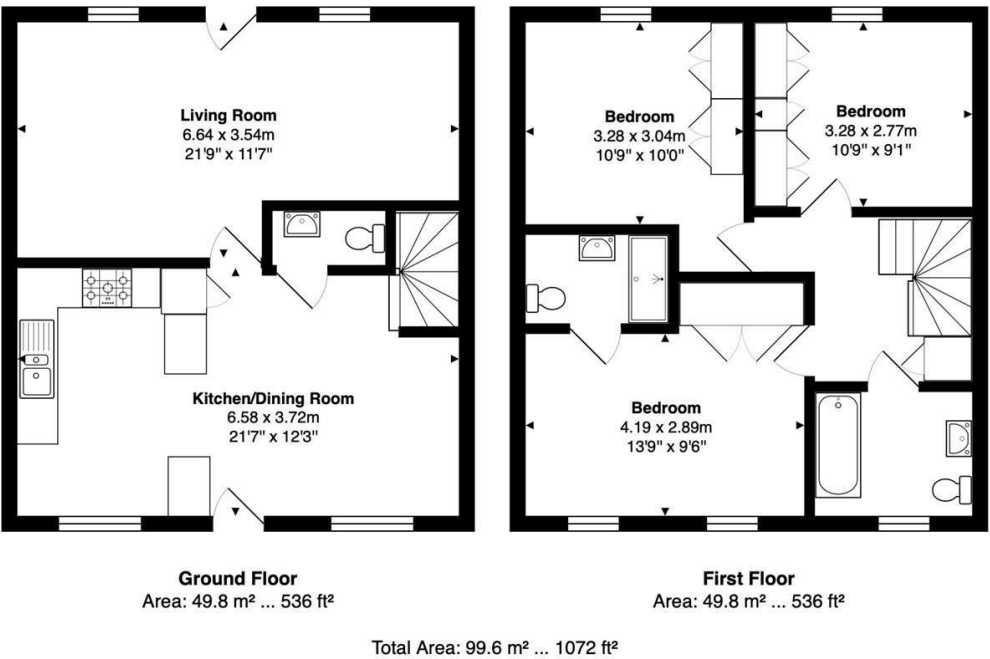 Living Room
6.64 x 3.54m
21'9" x 11'7"
Kitchen/Dining Room
6.58 x 3.72m
21'7" x 12'3"
Ground Floor
Area: 49.8 m² ... 536 ft²
Bedroom
3.28 x 3.04m
10'9" x 10'0"
Bedroom
3.28 x 2.77m
10'9" x 9'1"
Bedroom
4.19 x 2.89m
13'9" x 9'6"
First Floor
Area: 49.8 m² ... 536 ft²
Total Area: 99.6 m² ... 1072 ft²